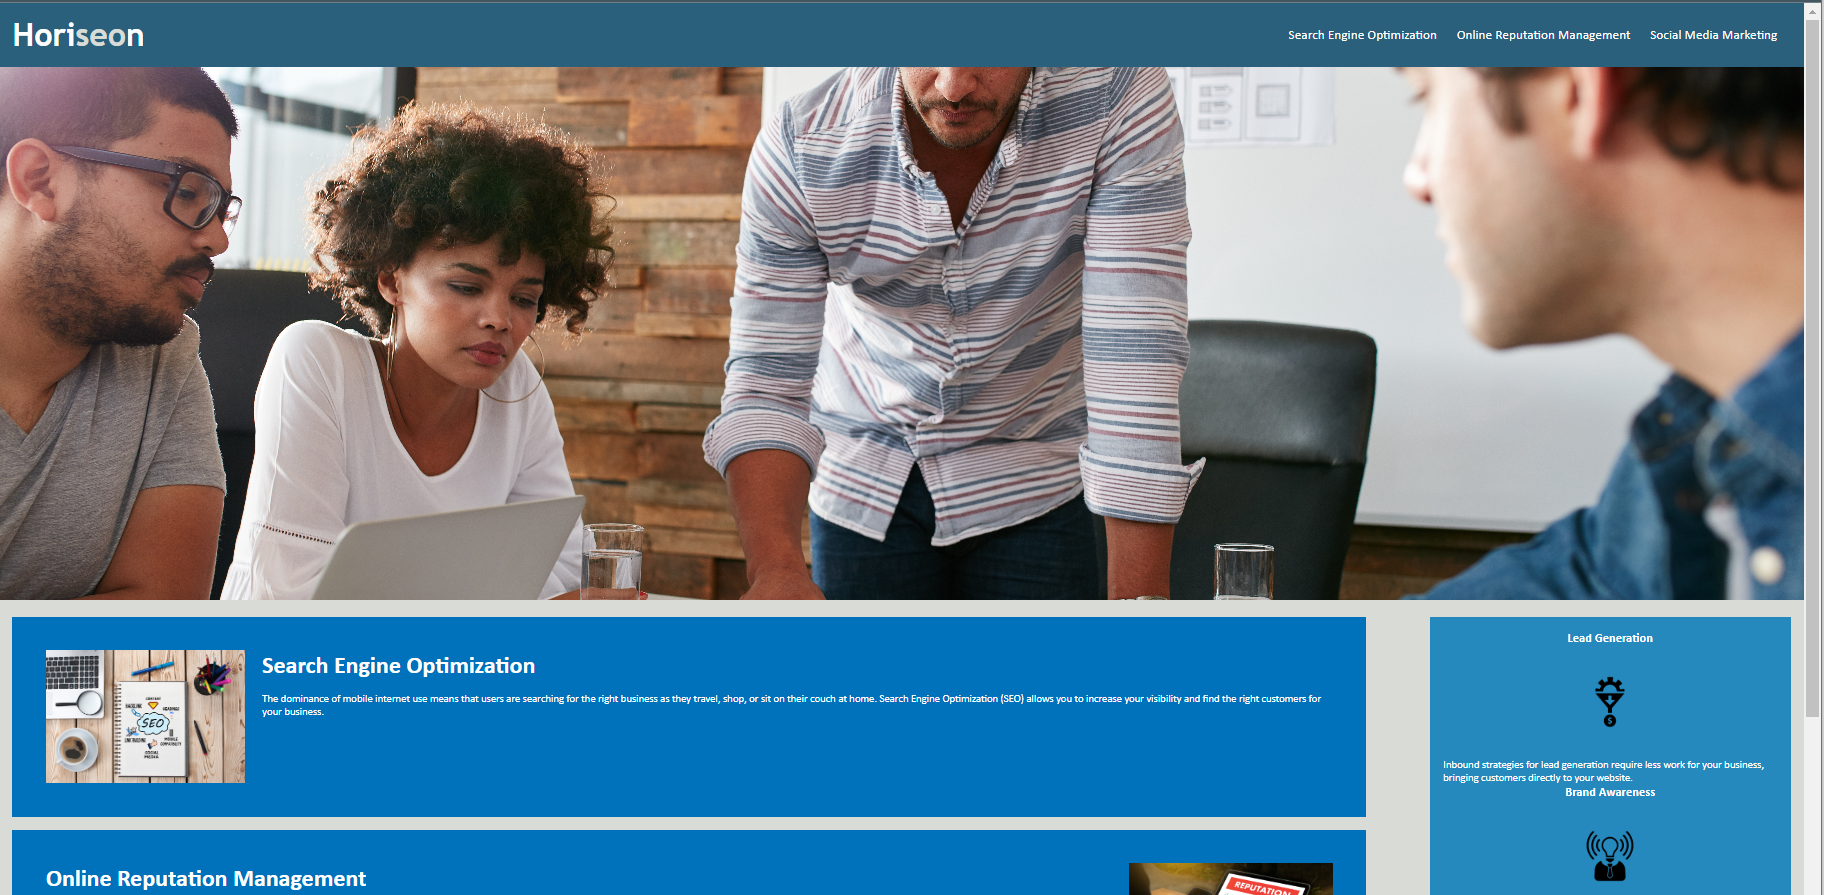 Horiseon
Search Engine Optimization
Online Reputation Management
Social Media Marketing
Search Engine Optimization
The dominance of mobile internet use means that users are searching for the right business as they travel, shop, or sit on their couch at home. Search Engine Optimization (SEO) allows you to increase your visibility and find the right customers for
your business.
SEO
Lead Generation
Inbound strategies for lead generation require less work for your business,
bringing customers directly to your website.
Brand Awareness
Online Reputation Management
REPUTATION